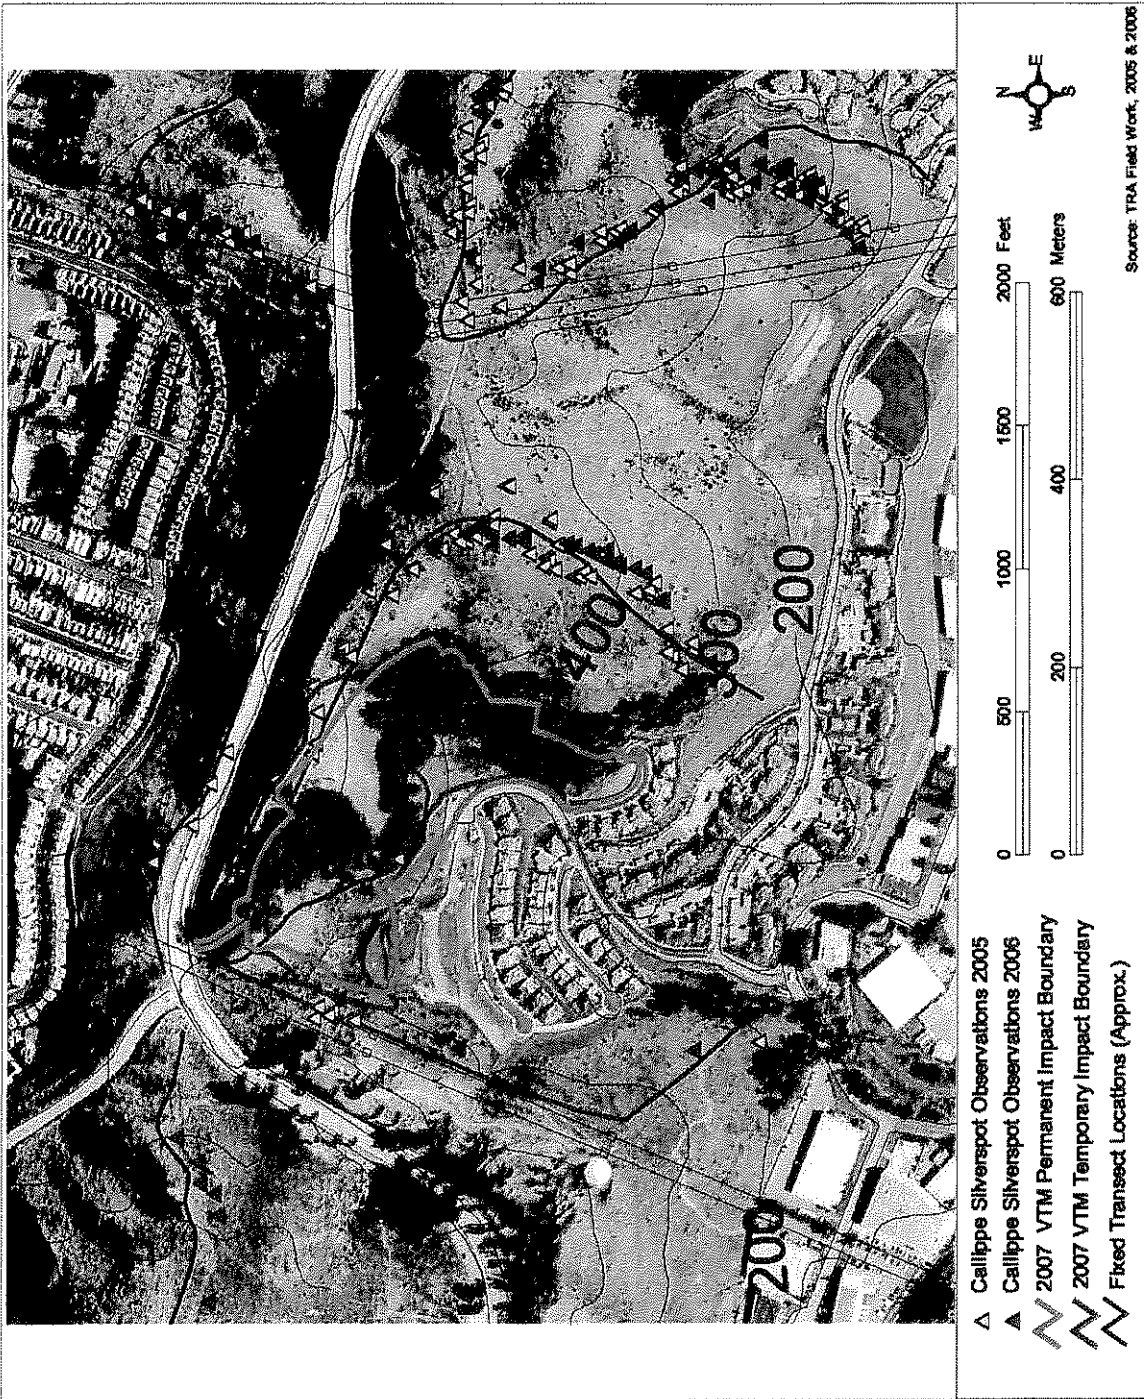 400
300
200
200
Callippe Silverspot Observations 2005
Callippe Silverspot Observations 2006
2007 VTM Permanent Impact Boundary
2007 VTM Temporary Impact Boundary
Fixed Transect Locations (Approx.)
0 500 1000 1500 2000 Feet
0 200 400 600 Meters
N
W E
S
Source: TRA Field Work, 2005 & 2006